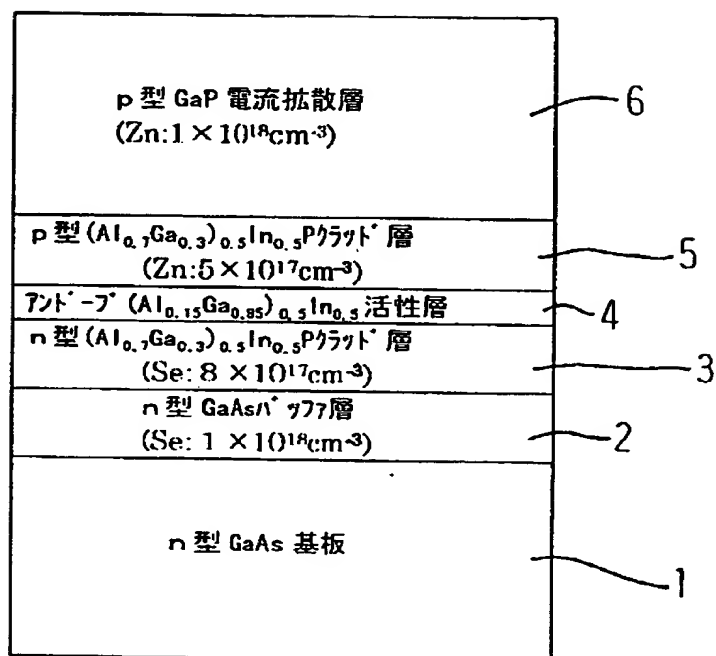 p型 GaP 電流拡散層
(Zn:1×10¹⁸cm⁻³)
6
p型(Al₀.₇Ga₀.₃)₀.₅In₀.₅Pクラッド層
(Zn:5×10¹⁷cm⁻³)
5
アンドープ (Al₀.₁₅Ga₀.₈₅)₀.₅In₀.₅活性層
4
n型(Al₀.₇Ga₀.₃)₀.₅In₀.₅Pクラッド層
(Se: 8×10¹⁷cm⁻³)
3
n型 GaAsバッファ層
(Se: 1×10¹⁸cm⁻³)
2
n型 GaAs 基板
1